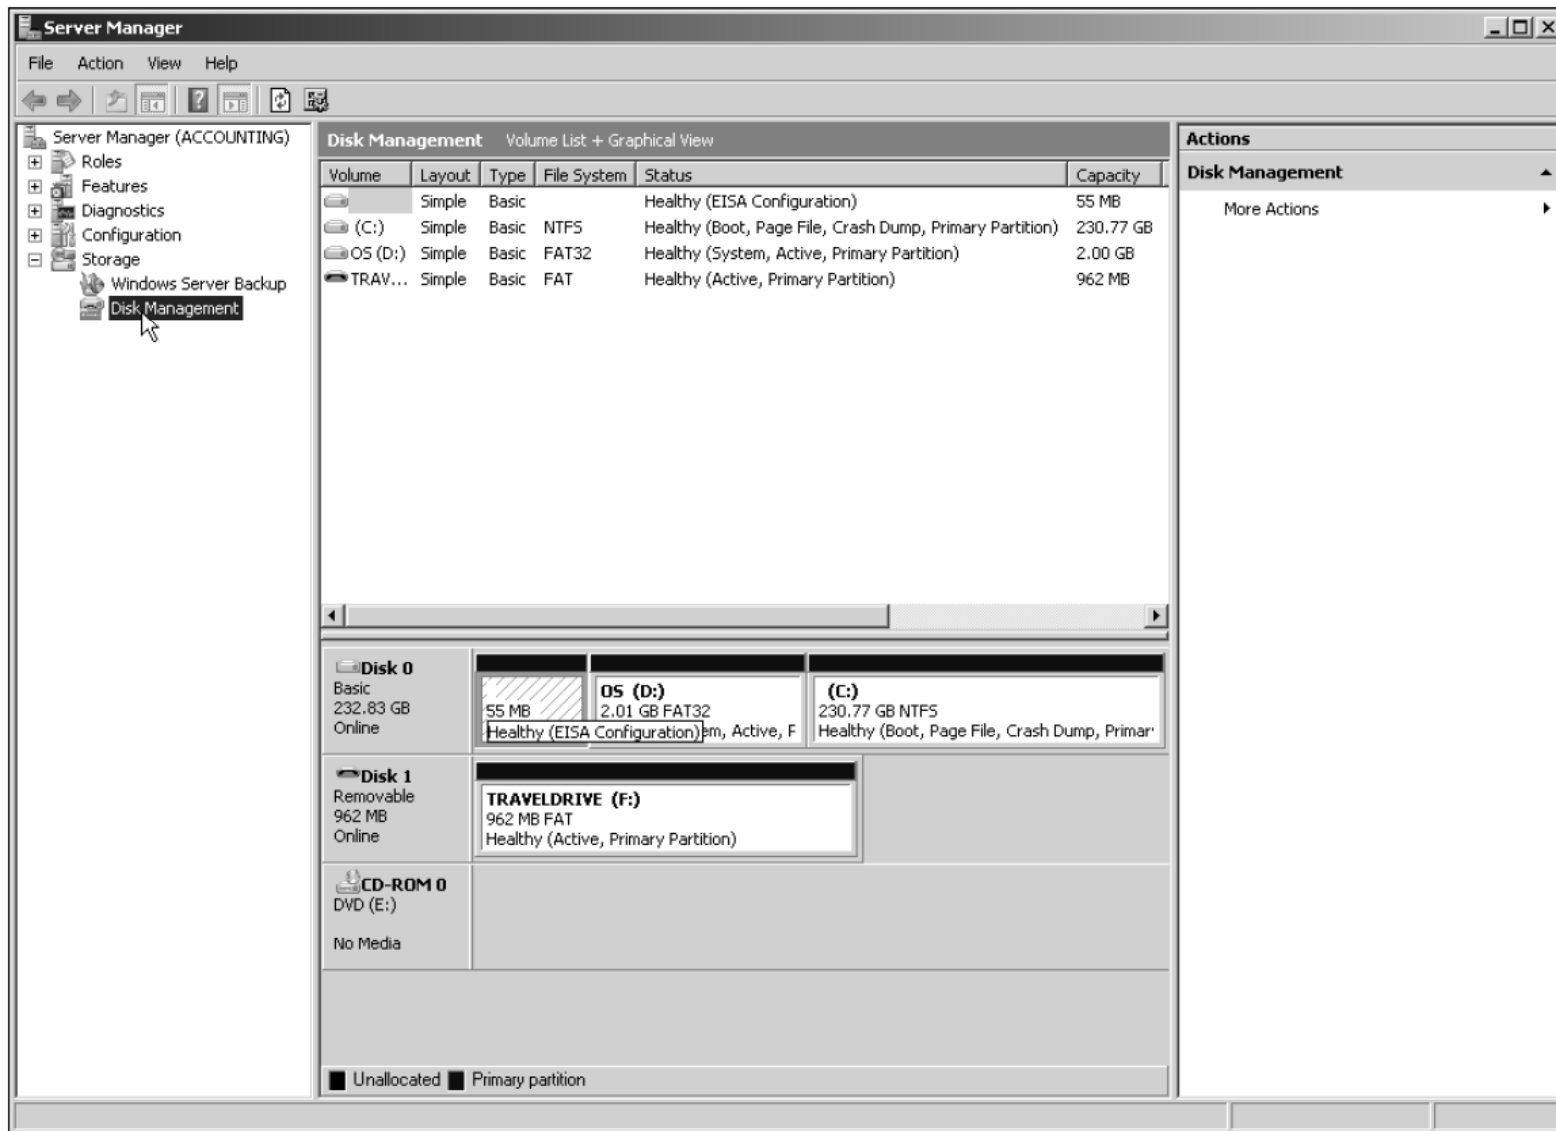 Server Manager
File Action View Help
Server Manager (ACCOUNTING)
Roles
Features
Diagnostics
Configuration
Storage
Windows Server Backup
Disk Management
Disk Management Volume List + Graphical View
Volume Layout Type File System Status Capacity
Simple Basic Healthy (EISA Configuration) 55 MB
(C:) Simple Basic NTFS Healthy (Boot, Page File, Crash Dump, Primary Partition) 230.77 GB
OS (D:) Simple Basic FAT32 Healthy (System, Active, Primary Partition) 2.00 GB
TRAV... Simple Basic FAT Healthy (Active, Primary Partition) 962 MB
Disk 0
Basic
232.83 GB
Online
55 MB
Healthy (EISA Configuration)
OS (D:)
2.01 GB FAT32
em, Active, P
(C:)
230.77 GB NTFS
Healthy (Boot, Page File, Crash Dump, Primar
Disk 1
Removable
962 MB
Online
TRAVELDRIVE (F:)
962 MB FAT
Healthy (Active, Primary Partition)
CD-ROM 0
DVD (E:)
No Media
Unallocated Primary partition
Actions
Disk Management
More Actions